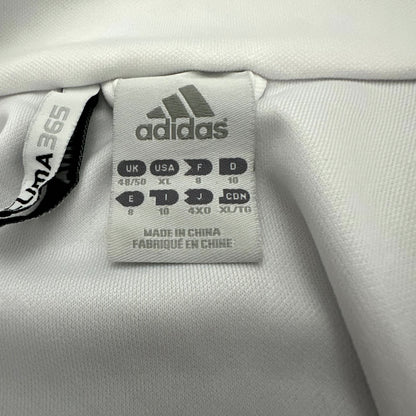 adidas
UK USA F D
48/50 XL 8 10
E I J CDN
8 10 4XO XL/TG
MADE IN CHINA
FABRIQUÉ EN CHINE
CLIMA365